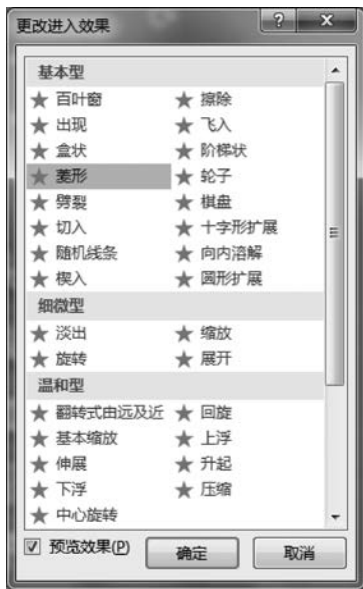 更改进入效果
基本型
百叶窗 擦除
出现 飞入
盒状 阶梯状
菱形 轮子
劈裂 棋盘
切入 十字形扩展
随机线条 向内溶解
楔入 圆形扩展
细微型
淡出 缩放
旋转 展开
温和型
翻转式由远及近 回旋
基本缩放 上浮
伸展 升起
下浮 压缩
中心旋转
预览效果(P) 确定 取消